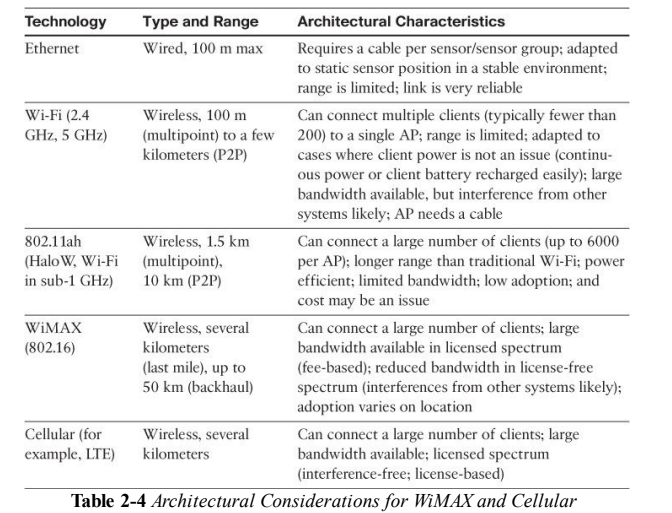 Technology Type and Range Architectural Characteristics
Ethernet Wired, 100 m max Requires a cable per sensor/sensor group; adapted
to static sensor position in a stable environment;
range is limited; link is very reliable
Wi-Fi (2.4 Wireless, 100 m Can connect multiple clients (typically fewer than
GHz, 5 GHz) (multipoint) to a few 200) to a single AP; range is limited; adapted to
kilometers (P2P) cases where client power is not an issue (continu-
ous power or client battery recharged easily); large
bandwidth available, but interference from other
systems likely; AP needs a cable
802.11ah Wireless, 1.5 km Can connect a large number of clients (up to 6000
(HaloW, Wi-Fi (multipoint), per AP); longer range than traditional Wi-Fi; power
in sub-1 GHz) 10 km (P2P) efficient; limited bandwidth; low adoption; and
cost may be an issue
WiMAX Wireless, several Can connect a large number of clients; large
(802.16) kilometers bandwidth available in licensed spectrum
(last mile), up to (fee-based); reduced bandwidth in license-free
50 km (backhaul) spectrum (interferences from other systems likely);
adoption varies on location
Cellular (for Wireless, several Can connect a large number of clients; large
example, LTE) kilometers bandwidth available; licensed spectrum
(interference-free; license-based)
Table 2-4 Architectural Considerations for WiMAX and Cellular